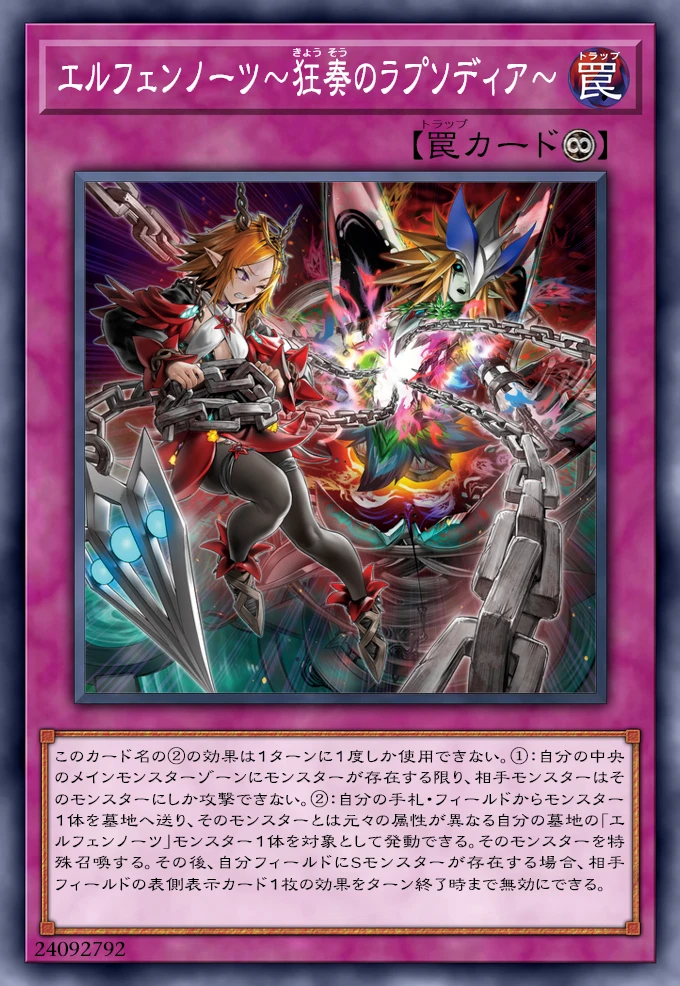 きょう そう
エルフェンノーツ～狂奏のラプソディア～
トラップ
罠
トラップ
【罠カード♾】
このカード名の②の効果は１ターンに１度しか使用できない。①：自分の中央
のメインモンスターゾーンにモンスターが存在する限り、相手モンスターはそ
のモンスターにしか攻撃できない。②：自分の手札・フィールドからモンスター
１体を墓地へ送り、そのモンスターとは元々の属性が異なる自分の墓地の「エ
ルフェンノーツ」モンスター１体を対象として発動できる。そのモンスターを特
殊召喚する。その後、自分フィールドにSモンスターが存在する場合、相手
フィールドの表側表示カード１枚の効果をターン終了時まで無効にできる。
24092792